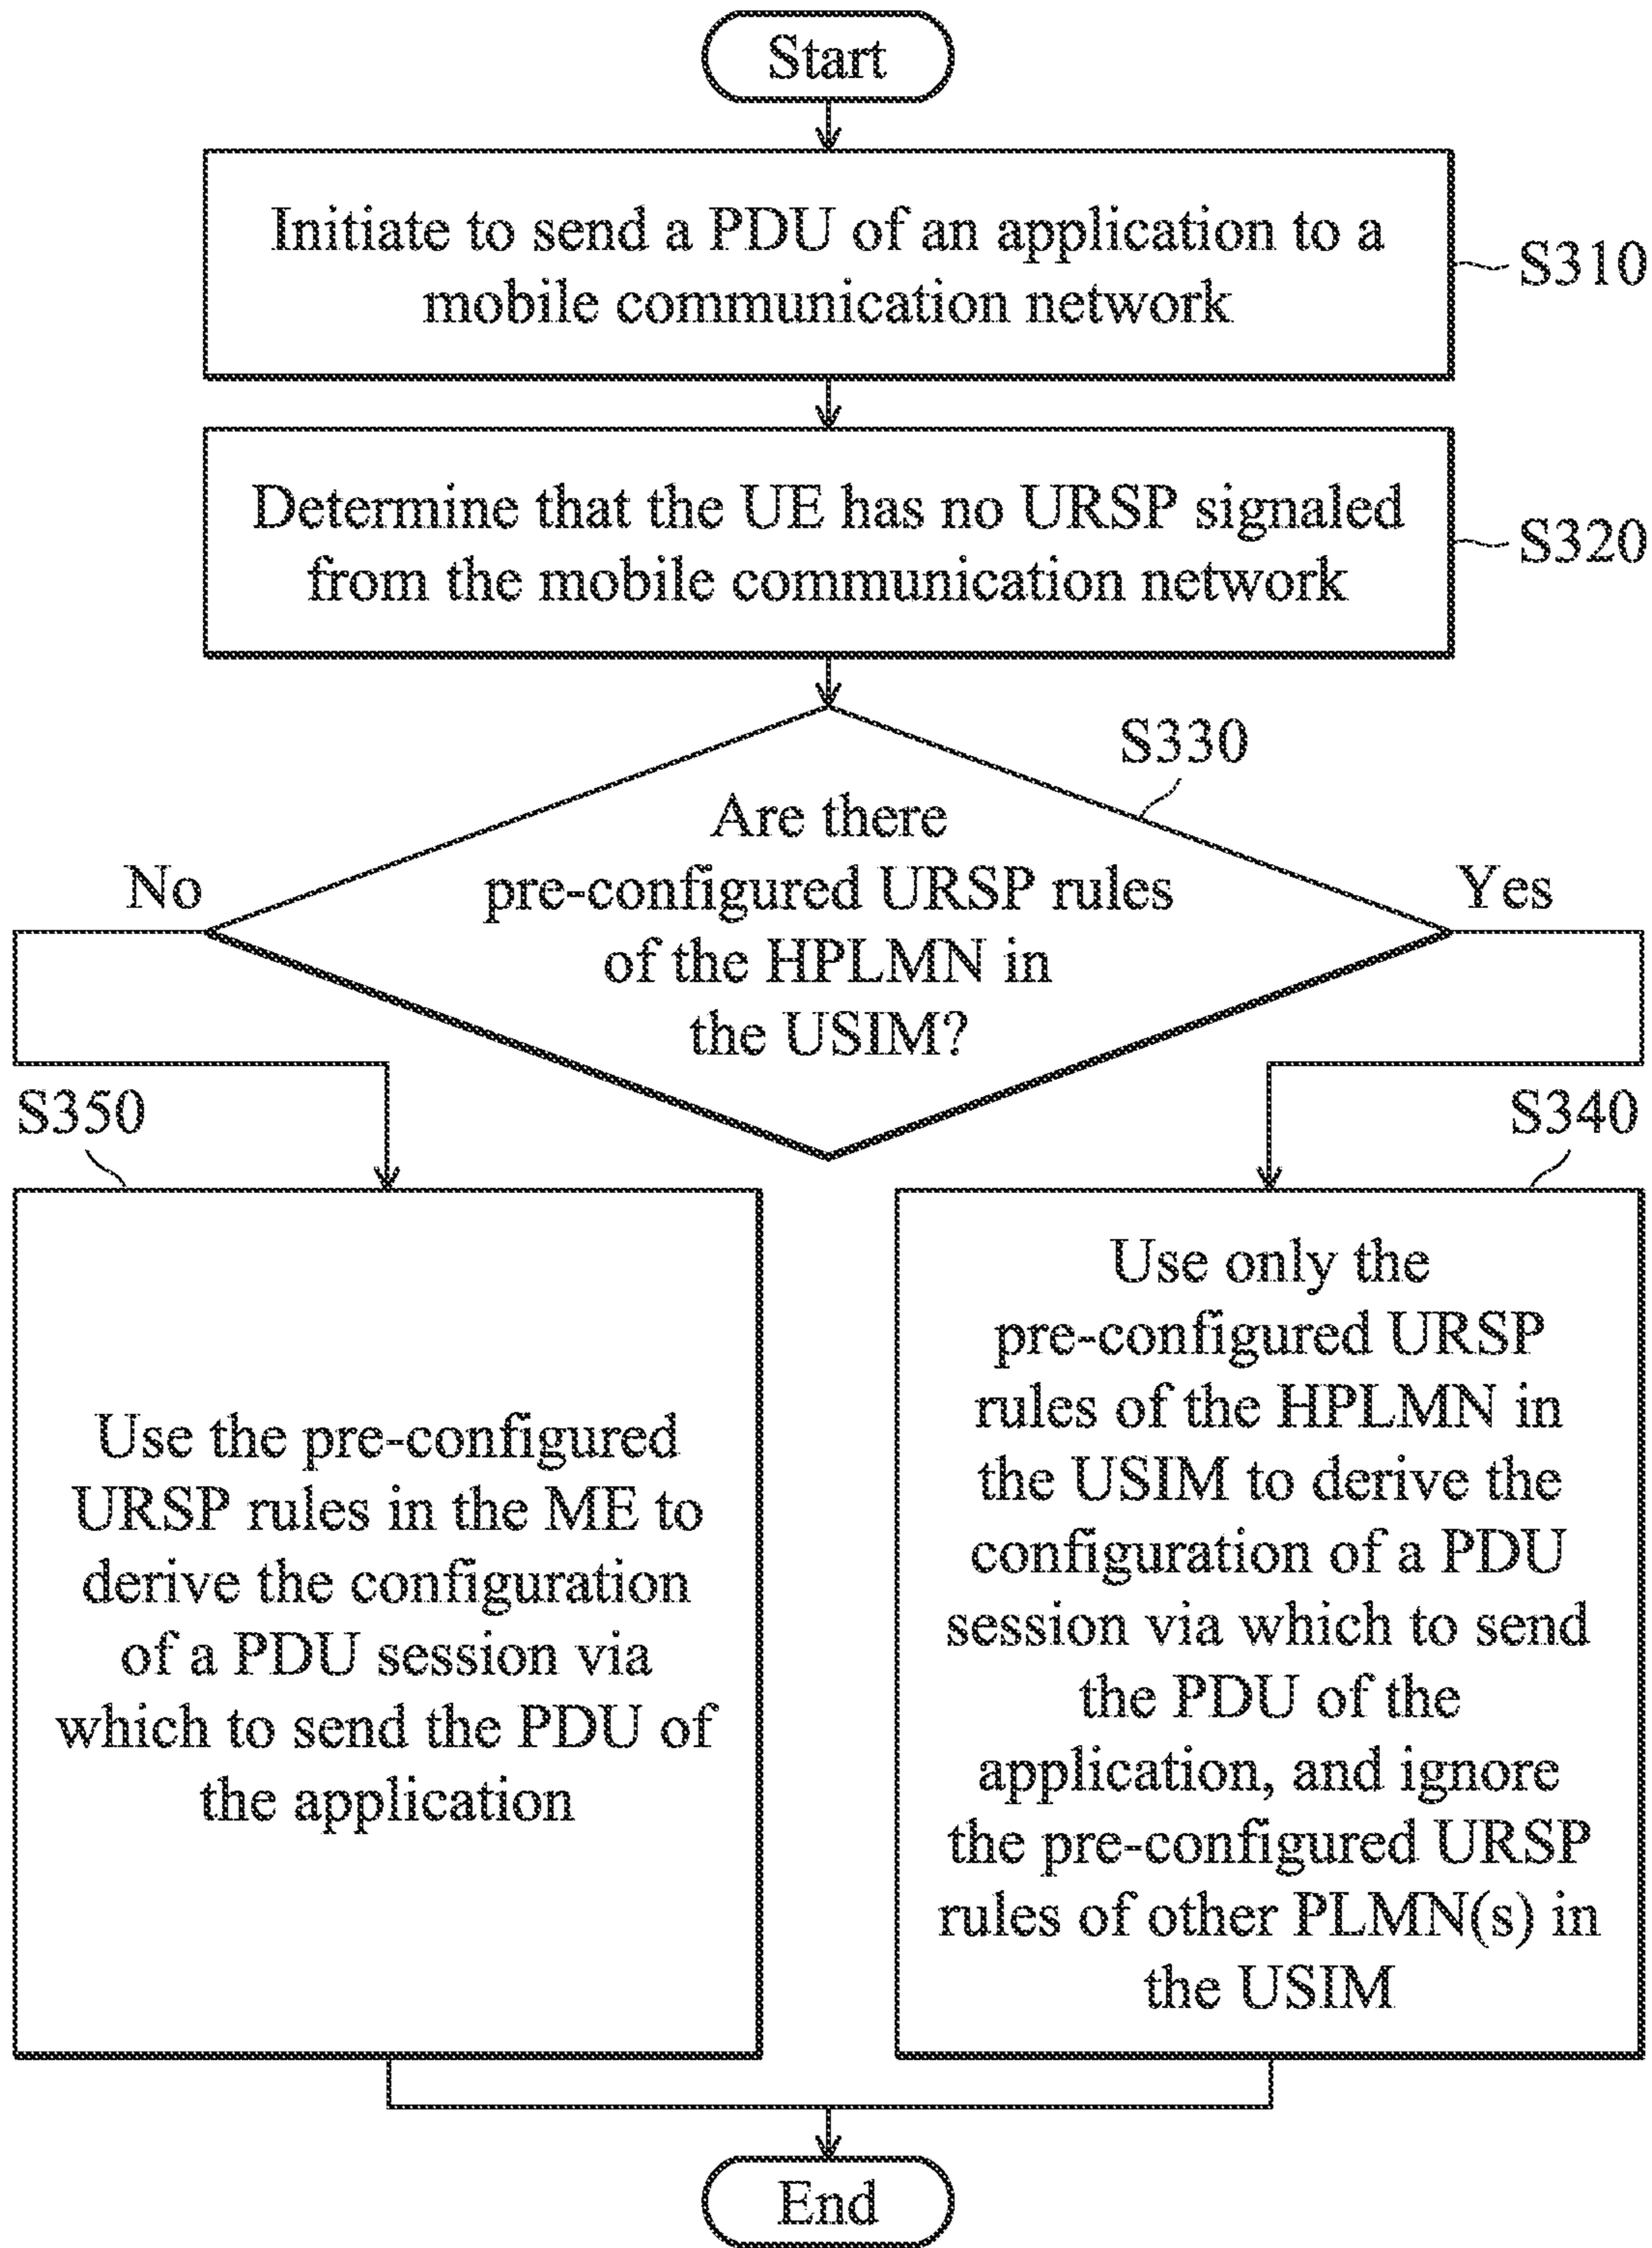 Start
Initiate to send a PDU of an application to a
mobile communication network
S310
Determine that the UE has no URSP signaled
from the mobile communication network
S320
S330
Are there
pre-configured URSP rules
of the HPLMN in
the USIM?
No
Yes
S350
S340
Use the pre-configured
URSP rules in the ME to
derive the configuration
of a PDU session via
which to send the PDU of
the application
Use only the
pre-configured URSP
rules of the HPLMN in
the USIM to derive the
configuration of a PDU
session via which to send
the PDU of the
application, and ignore
the pre-configured URSP
rules of other PLMN(s) in
the USIM
End